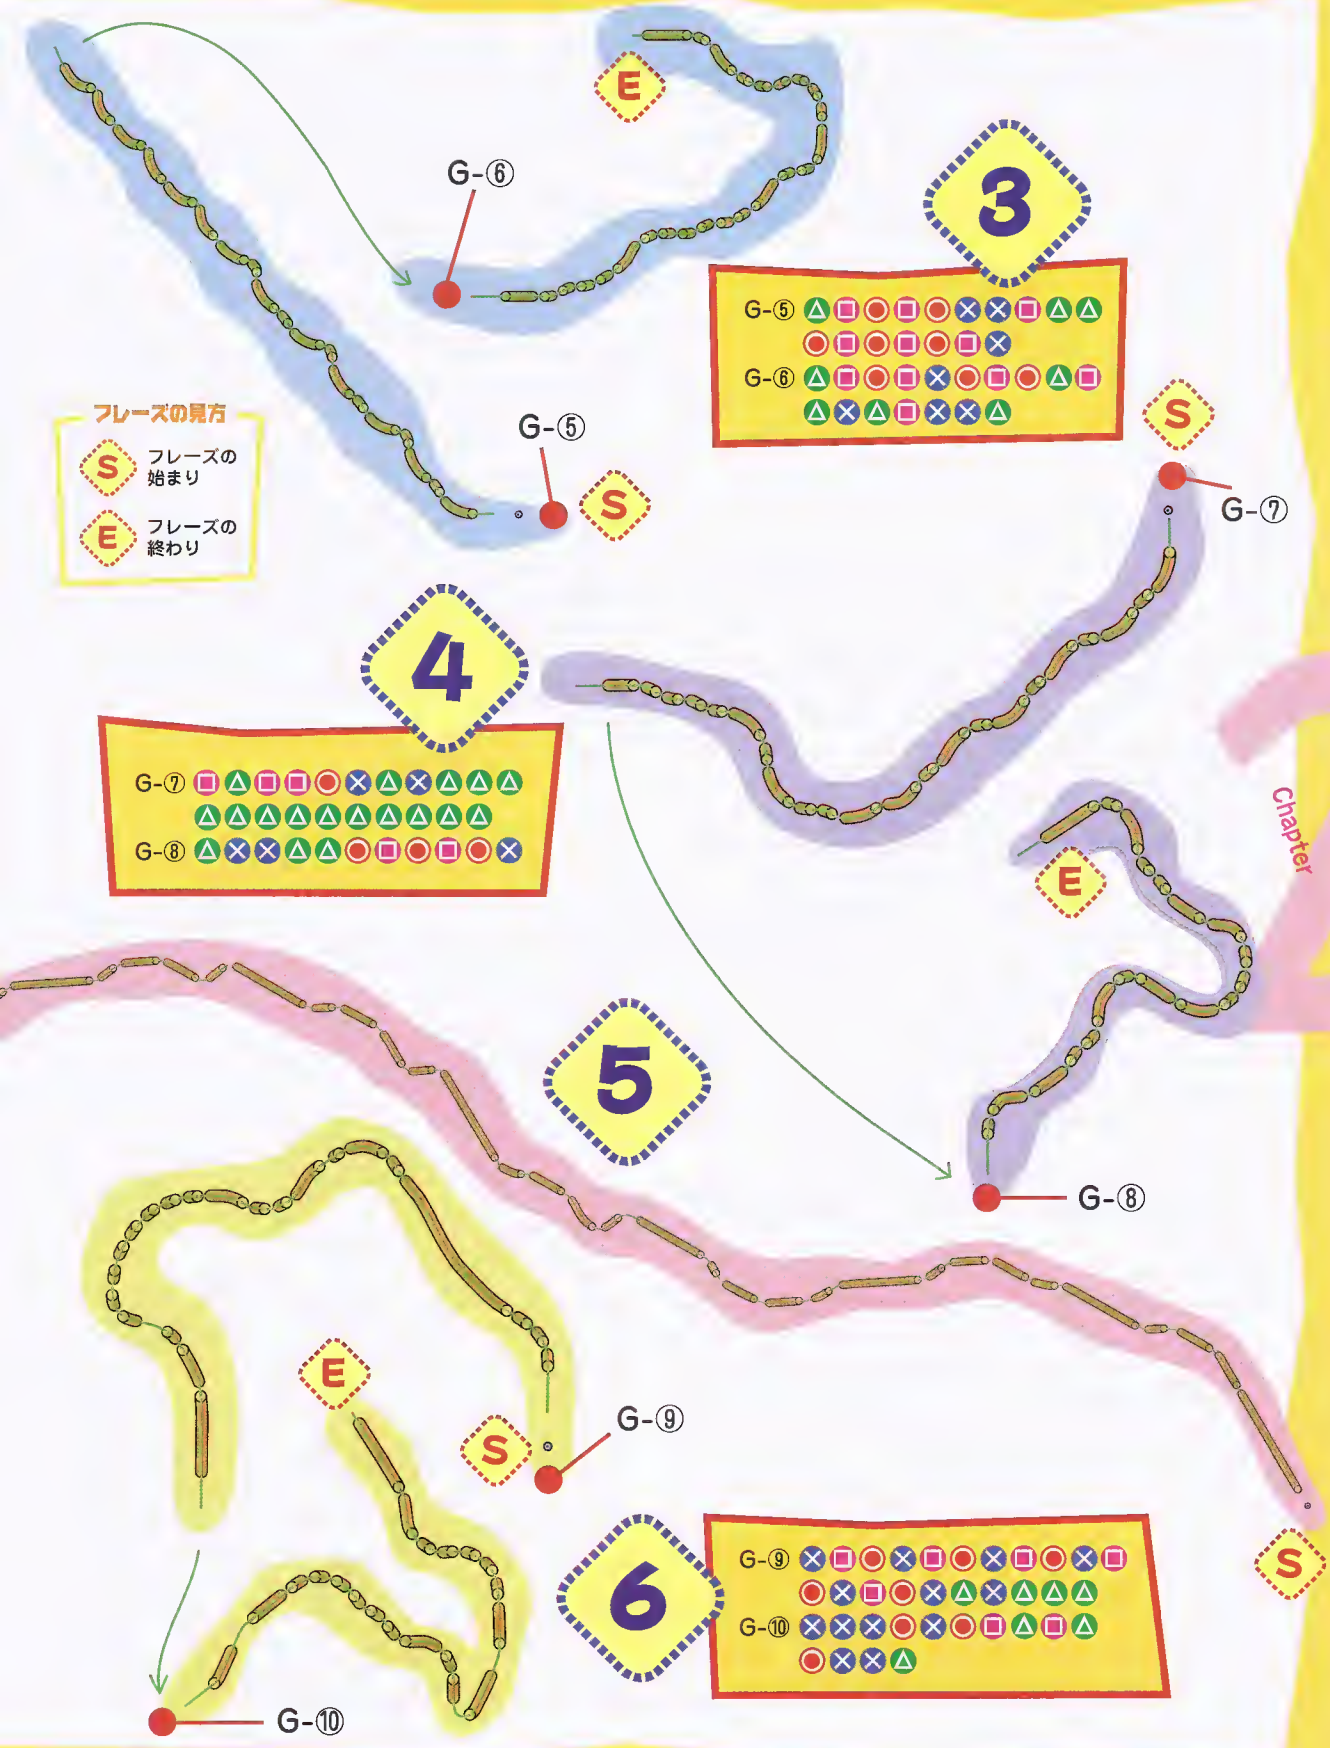 E
G-⑥
3
G-⑤ △□○□○××□△△
○□○□○□×
G-⑥ △□○□×○□○△□
△×△□××△
フレーズの見方
S フレーズの
始まり
E フレーズの
終わり
G-⑤
S
S
G-⑦
4
G-⑦ □△□□○×△×△△△
△△△△△△△△△△
G-⑧ △××△△○□○□○×
Chapter
2
E
5
G-⑧
E
S
G-⑨
S
6
G-⑨ ×□○×□○×□○×□
○×□○×△×△△△
G-⑩ ×××○×○□△□△
○××△
G-⑩